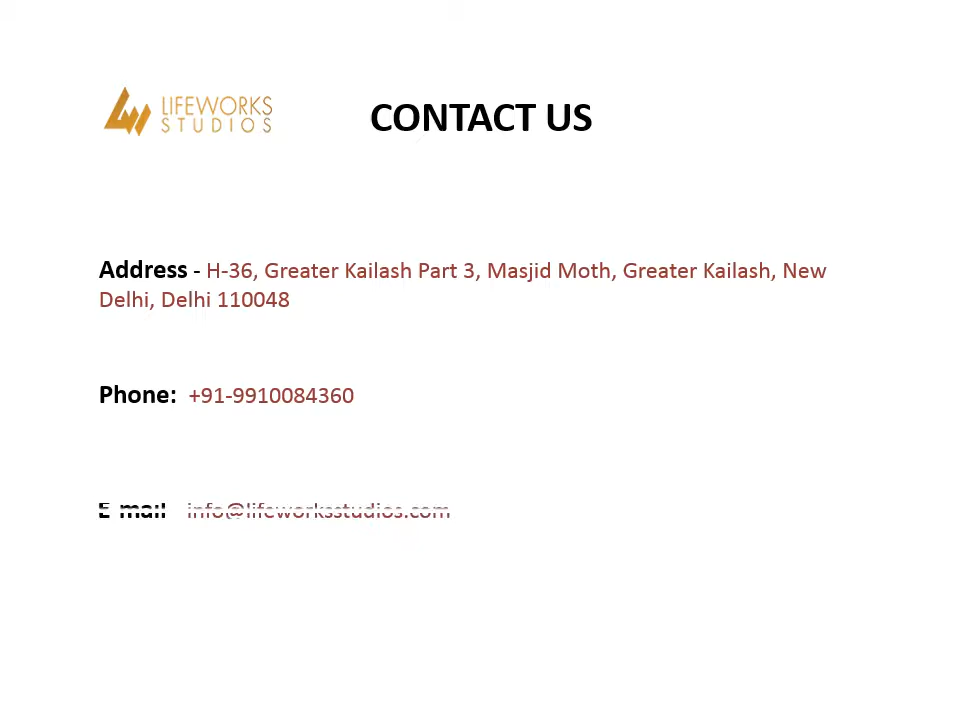 LIFEWORKS
STUDIOS
CONTACT US
Address - H-36, Greater Kailash Part 3, Masjid Moth, Greater Kailash, New
Delhi, Delhi 110048
Phone: +91-9910084360
E-mail info@lifeworksstudios.com